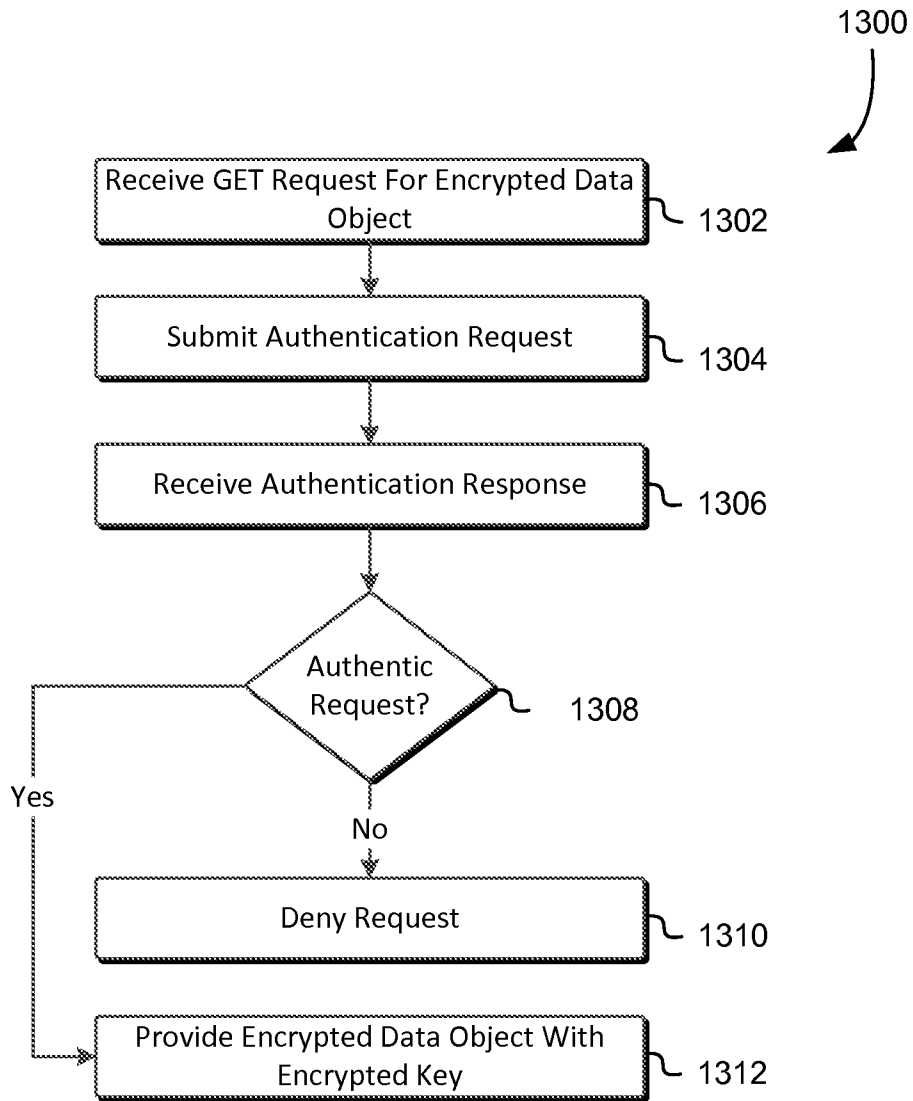 1300
Receive GET Request For Encrypted Data
Object
1302
Submit Authentication Request
1304
Receive Authentication Response
1306
Authentic
Request?
1308
Yes
No
Deny Request
1310
Provide Encrypted Data Object With
Encrypted Key
1312